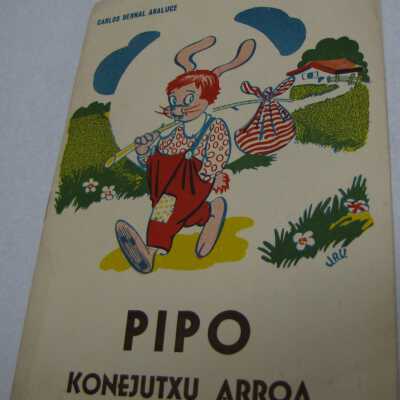 CARLOS BERNAL ARALUCE
PIPO
KONEJUTXU ARROA